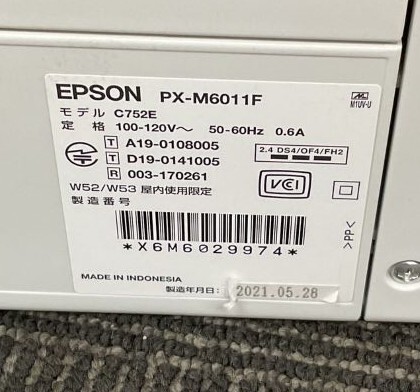 EPSON PX-M6011F
モデル C752E
定 格 100-120V～ 50-60Hz 0.6A
T A19-0108005
T D19-0141005
R 003-170261
2.4 DS4/OF4/FH2
VCI
W52/W53 屋内使用限定
製造番号
*X6M6029974*
MADE IN INDONESIA
製造年月日: 2021.05.28
>PP<
M1UV-U